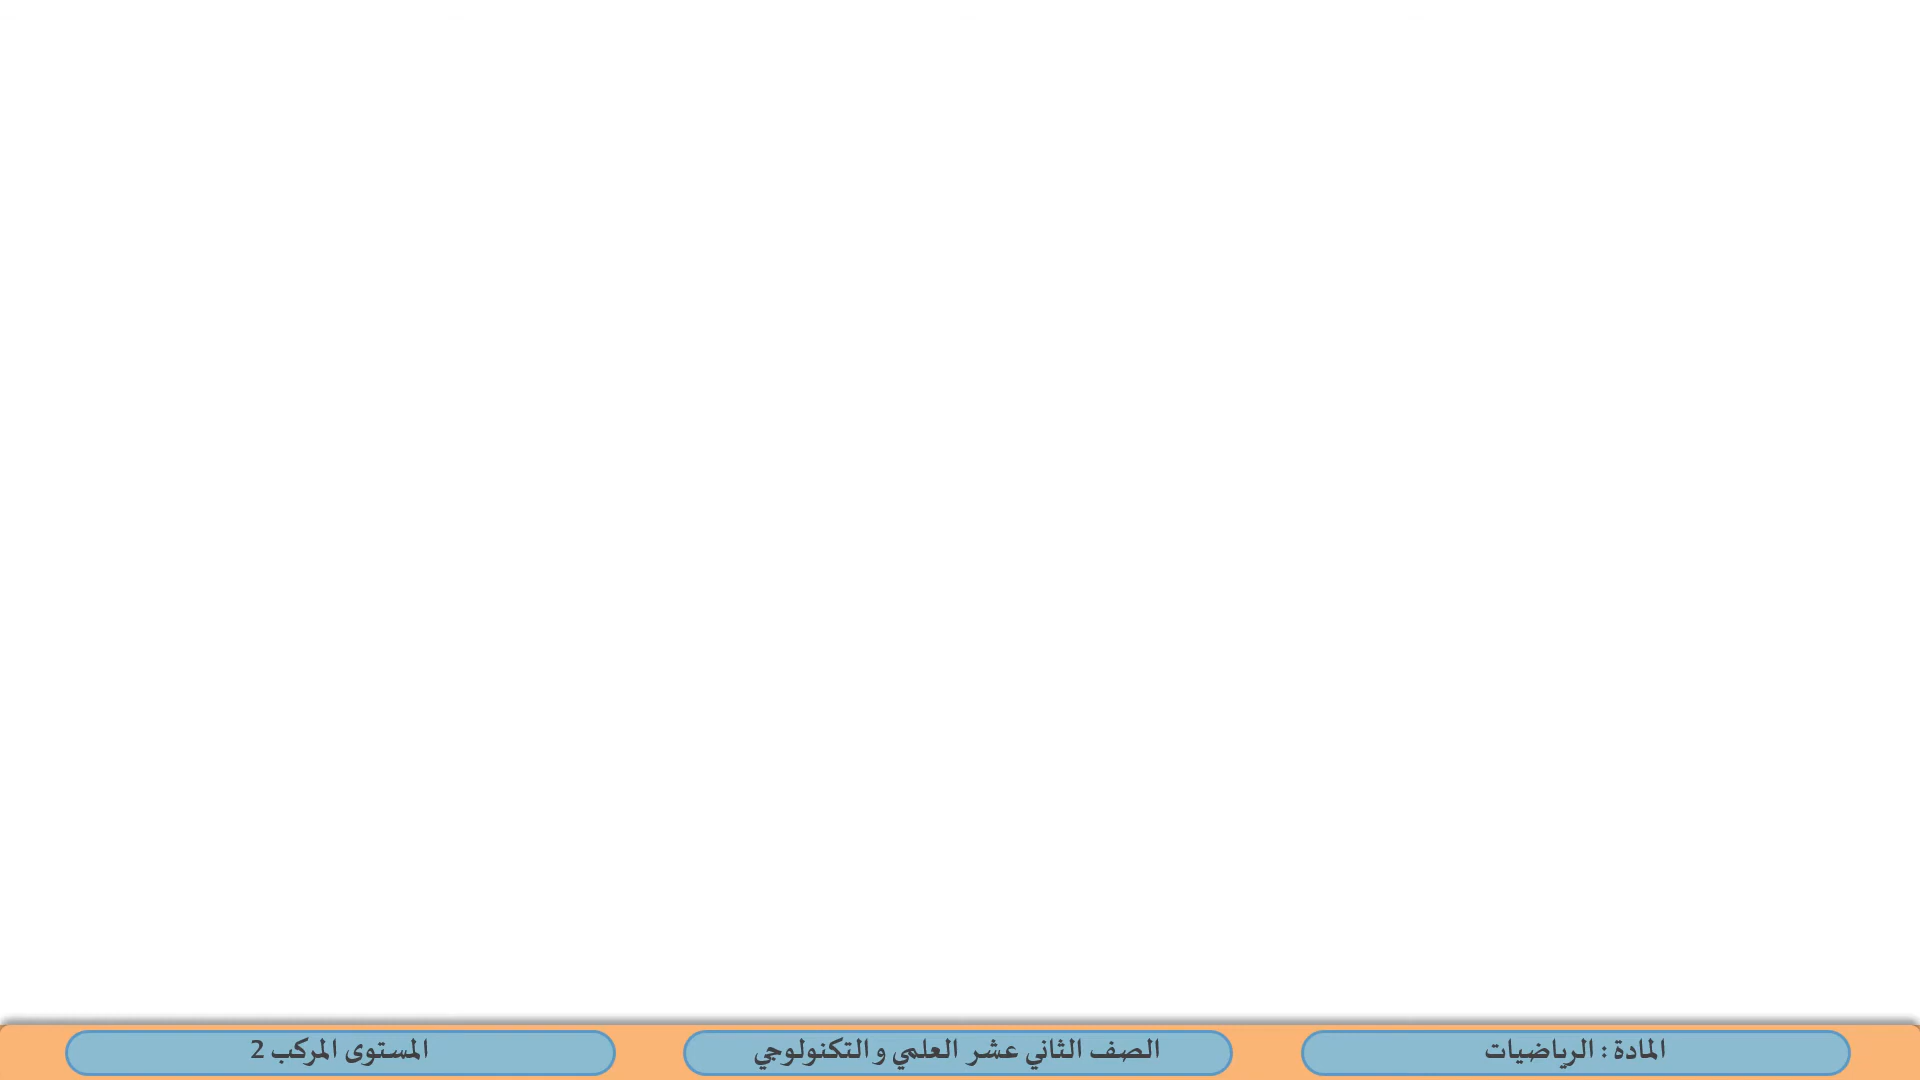 المادة : الرياضيات
الصف الثاني عشر العلمي و التكنولوجي
المستوى المركب 2